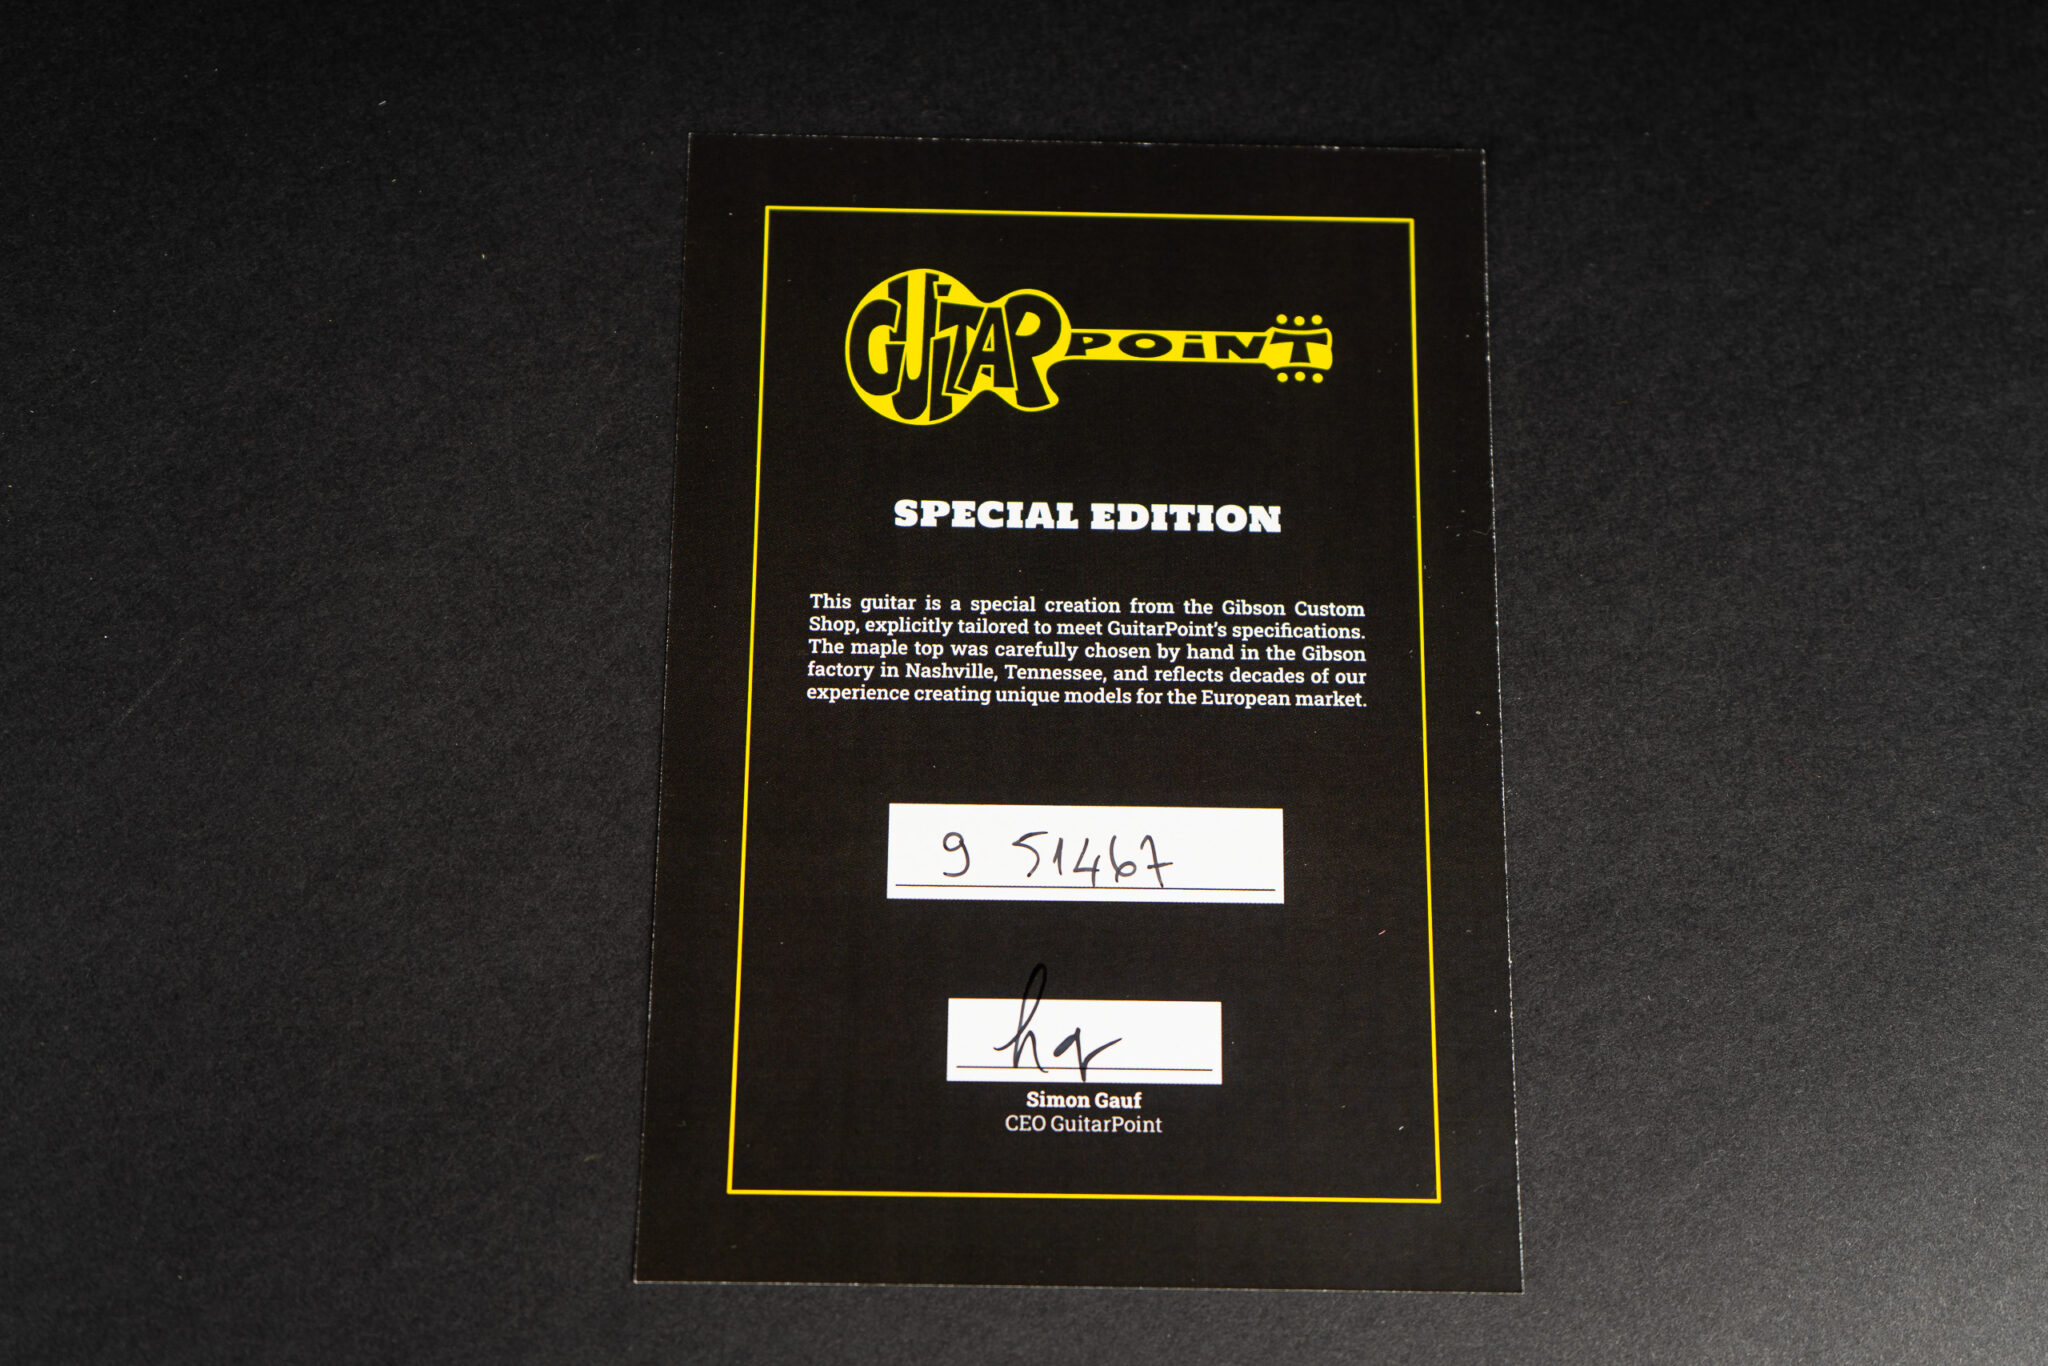 GUITAR POINT
SPECIAL EDITION
This guitar is a special creation from the Gibson Custom
Shop, explicitly tailored to meet GuitarPoint's specifications.
The maple top was carefully chosen by hand in the Gibson
factory in Nashville, Tennessee, and reflects decades of our
experience creating unique models for the European market.
9 51467
Simon Gauf
CEO GuitarPoint